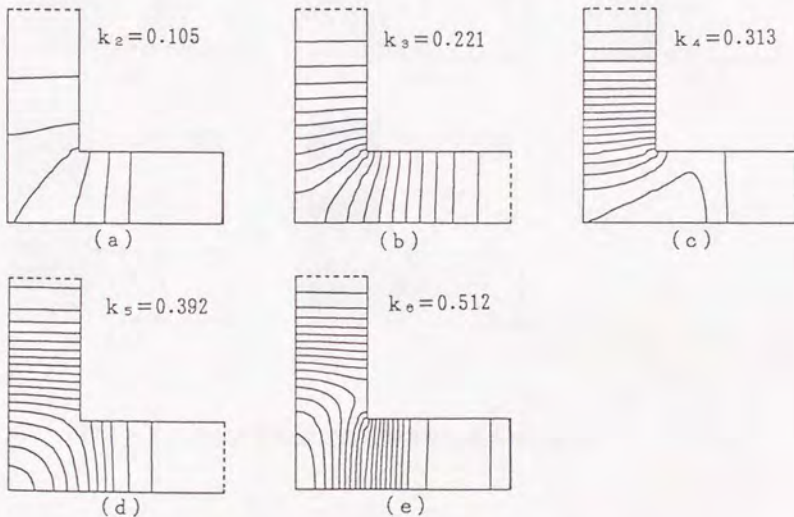 k₂=0.105
k₃=0.221
k₄=0.313
(a)
(b)
(c)
k₅=0.392
k₆=0.512
(d)
(e)